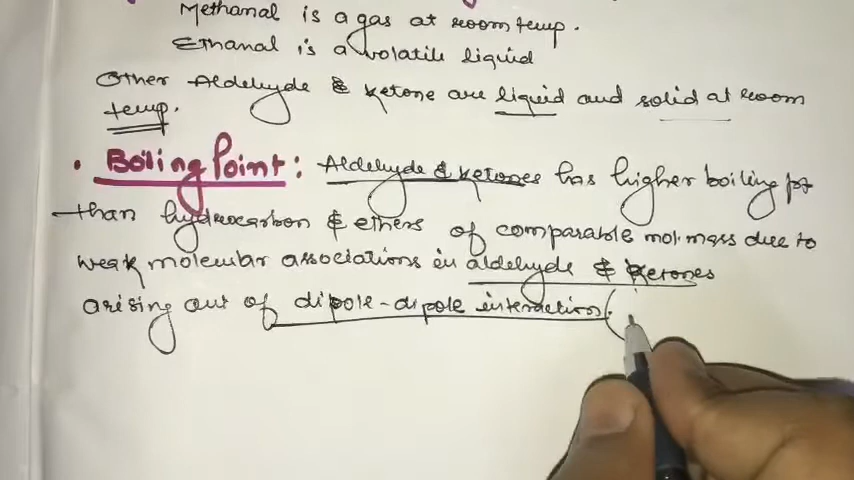 Methanal is a gas at room temp.
Ethanal is a volatile liquid
Other Aldehyde & ketone are liquid and solid at room
temp.
• Boiling Point: Aldehyde & ketones has higher boiling pt
than hydrocarbon & ethers of comparable mol. mass due to
weak molecular associations in aldehyde & ketones
arising out of dipole-dipole interaction (